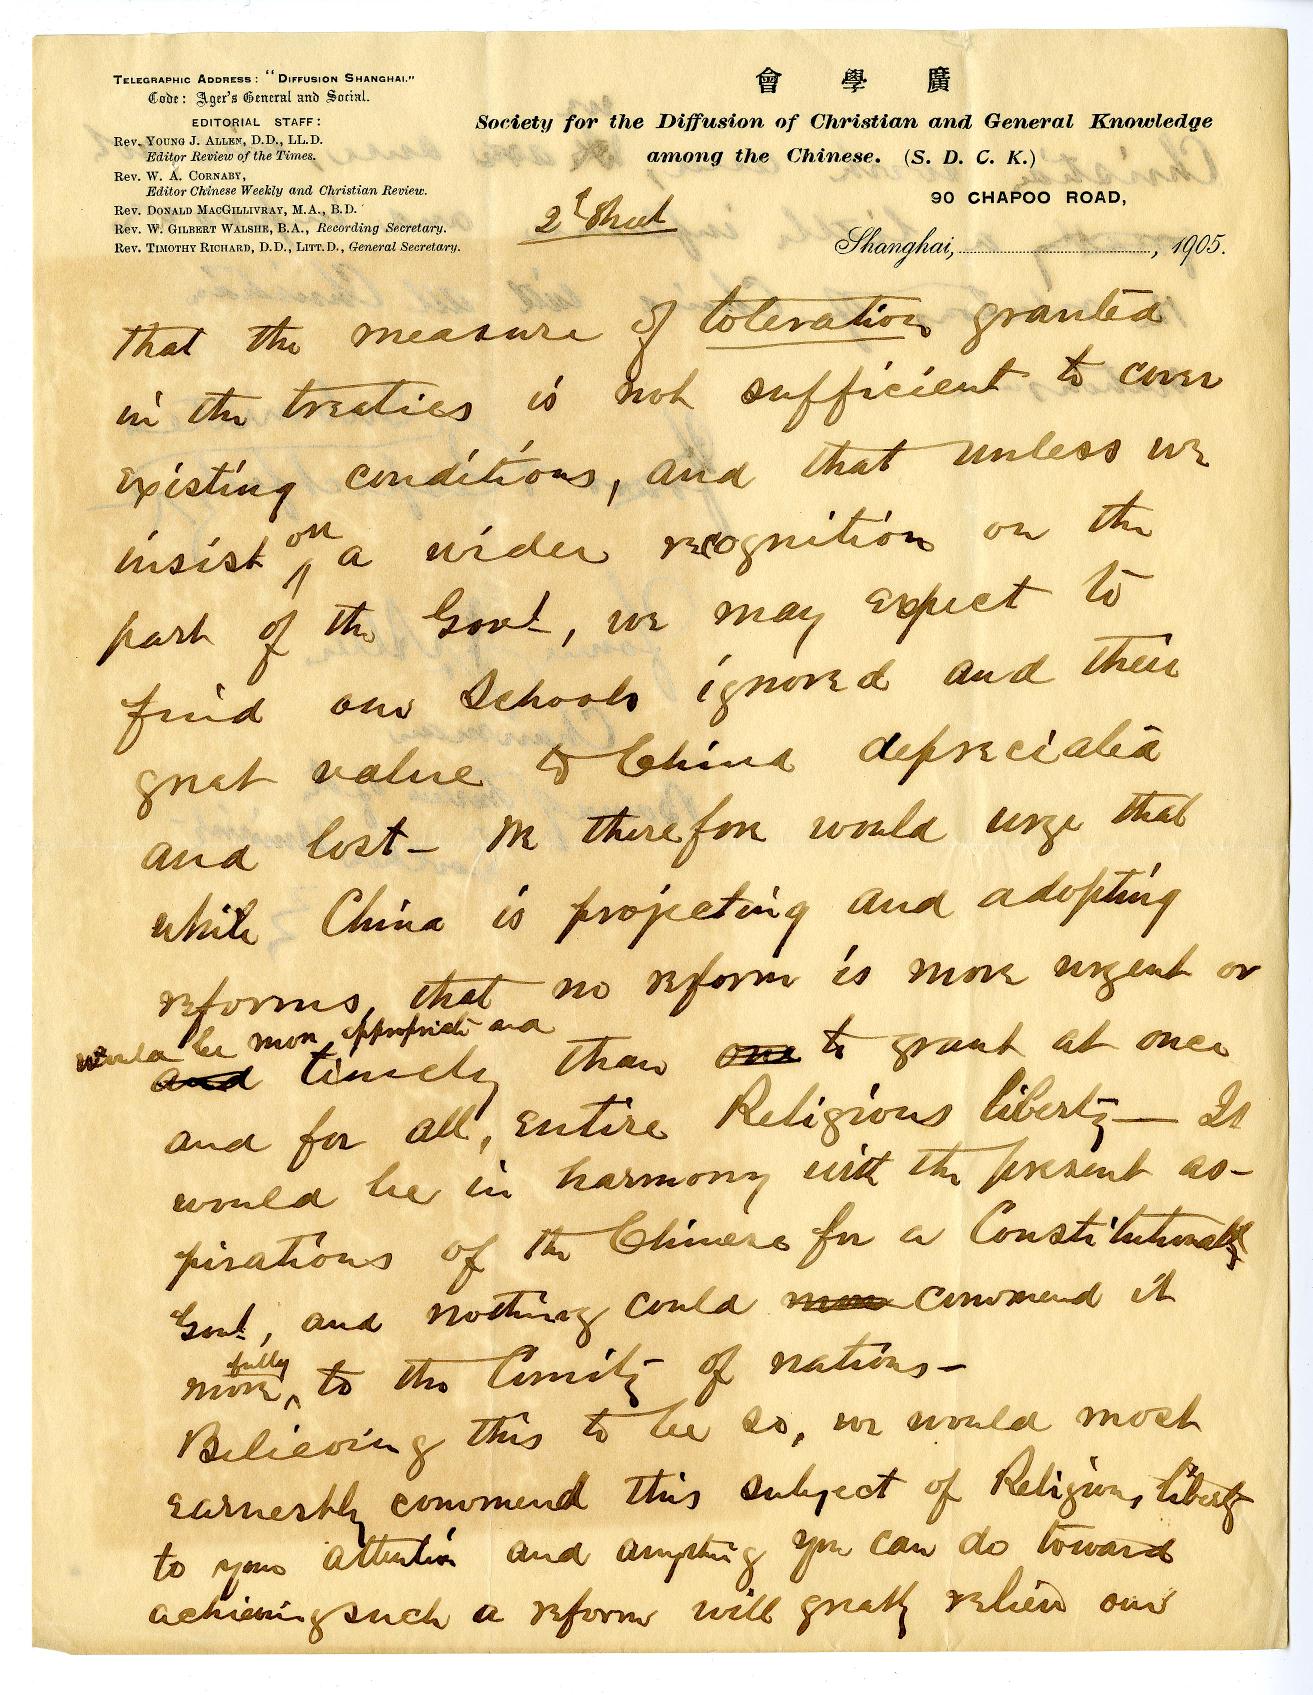 Telegraphic Address: "Diffusion Shanghai."
Code: Ager's General and Social.
EDITORIAL STAFF:
Rev. Young J. Allen, D.D., LL.D.
Editor Review of the Times.
Rev. W. A. Cornaby,
Editor Chinese Weekly and Christian Review.
Rev. Donald MacGillivray, M.A., B.D.
Rev. W. Gilbert Walshe, B.A., Recording Secretary.
Rev. Timothy Richard, D.D., Litt.D., General Secretary.
會 學 廣
Society for the Diffusion of Christian and General Knowledge
among the Chinese. (S. D. C. K.)
90 CHAPOO ROAD,
2d Sheet
Shanghai, , 1905.
that the measure of toleration granted
in the treaties is not sufficient to cover
existing conditions, and that unless we
insist on a wider recognition on the
part of the Govt, we may expect to
find our schools ignored and their
great value to China depreciated
and lost— We therefore would urge that
while China is projecting and adopting
reforms, that no reform is more urgent or
would be more appropriate and
and timely than one to grant at once
and for all, entire Religious liberty— It
would be in harmony with the present as-
pirations of the Chinese for a Constitutional
Govt, and nothing could more commend it
more fully to the Comity of nations—
Believing this to be so, we would most
earnestly commend this subject of Religious liberty
to your attention and anything you can do toward
achieving such a reform will greatly relieve our